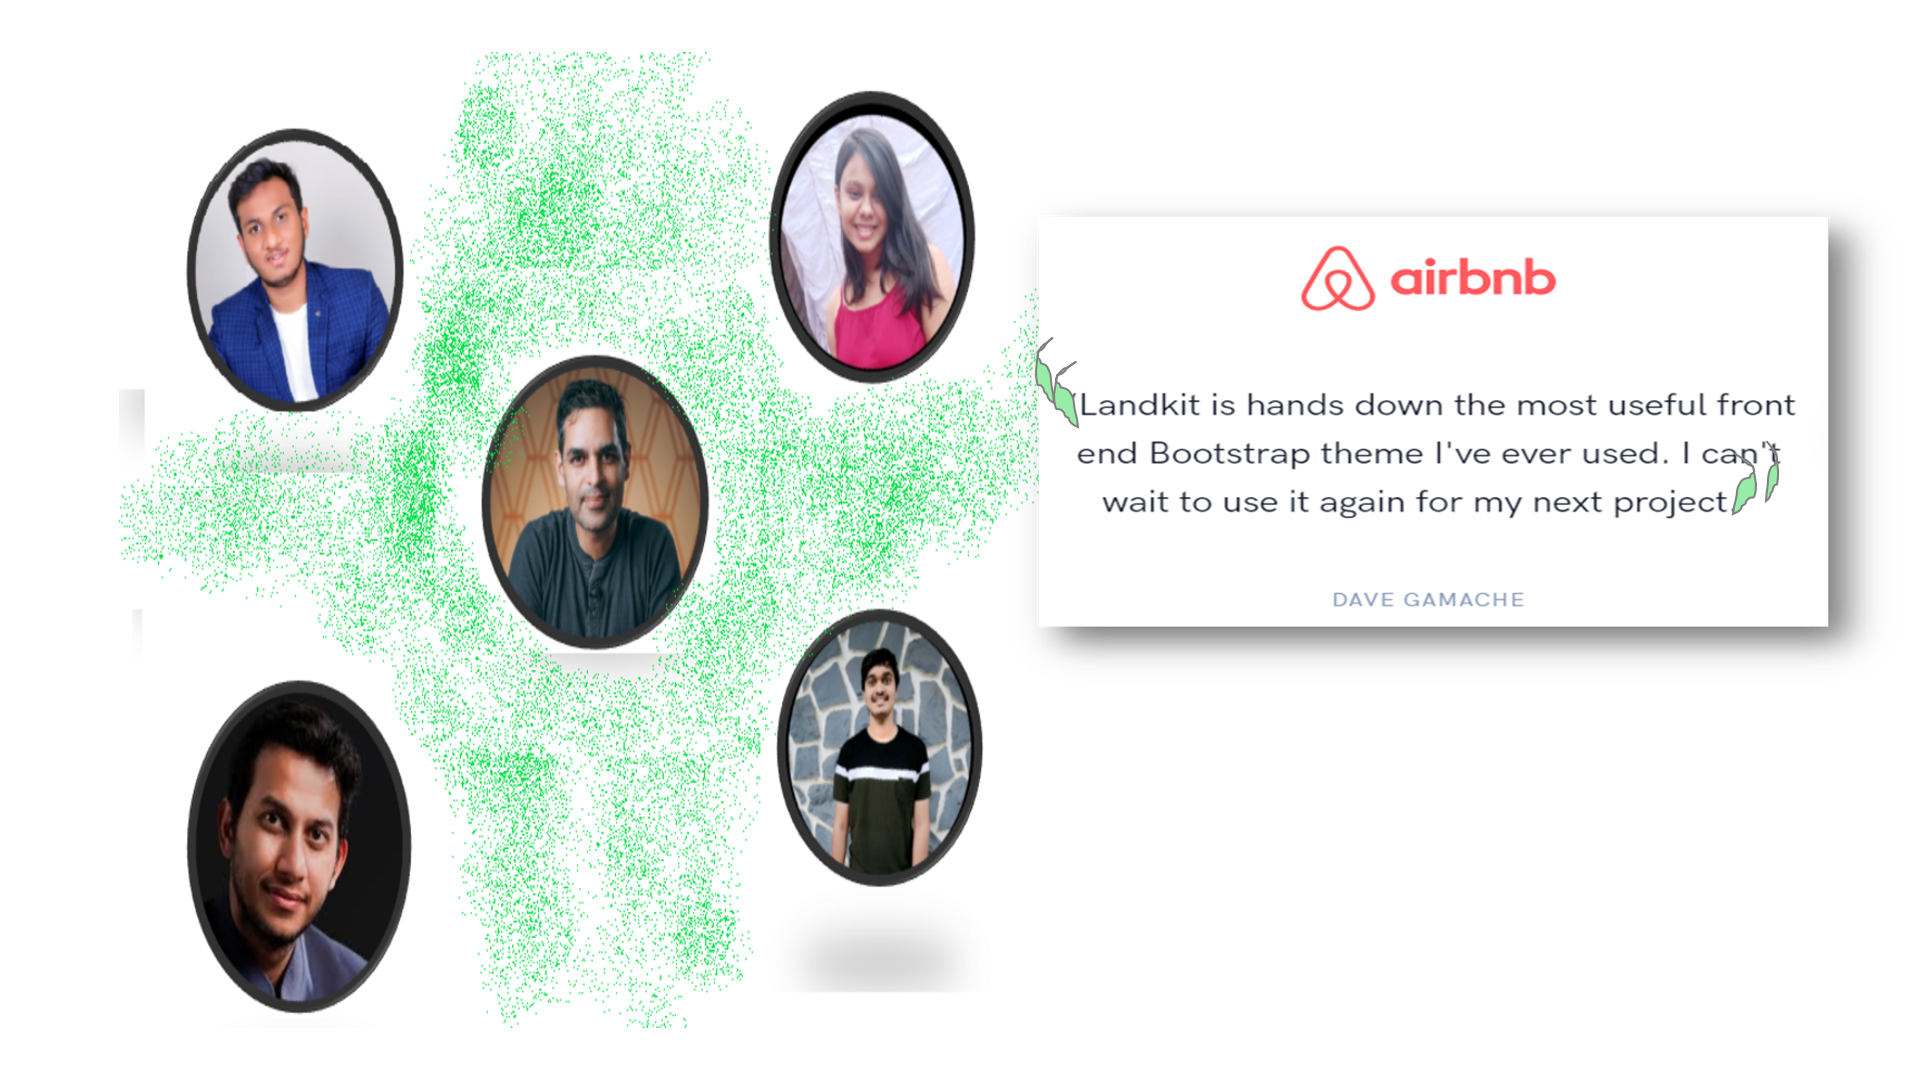 airbnb
“Landkit is hands down the most useful front
end Bootstrap theme I've ever used. I can't
wait to use it again for my next project
DAVE GAMACHE